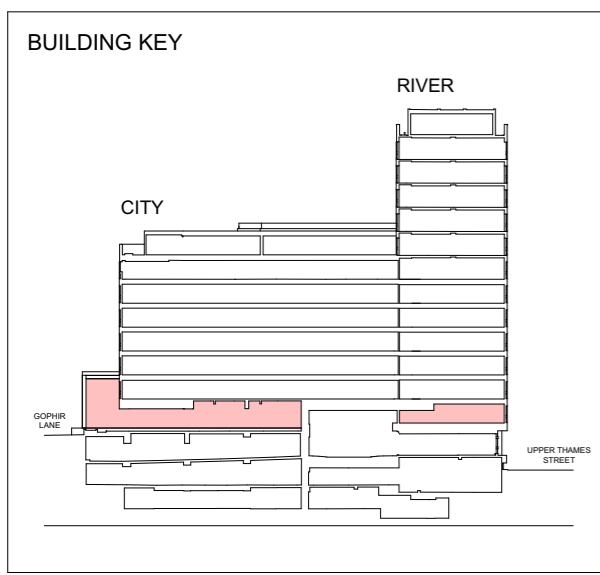 BUILDING KEY
RIVER
CITY
GOPHIR
LANE
UPPER THAMES
STREET